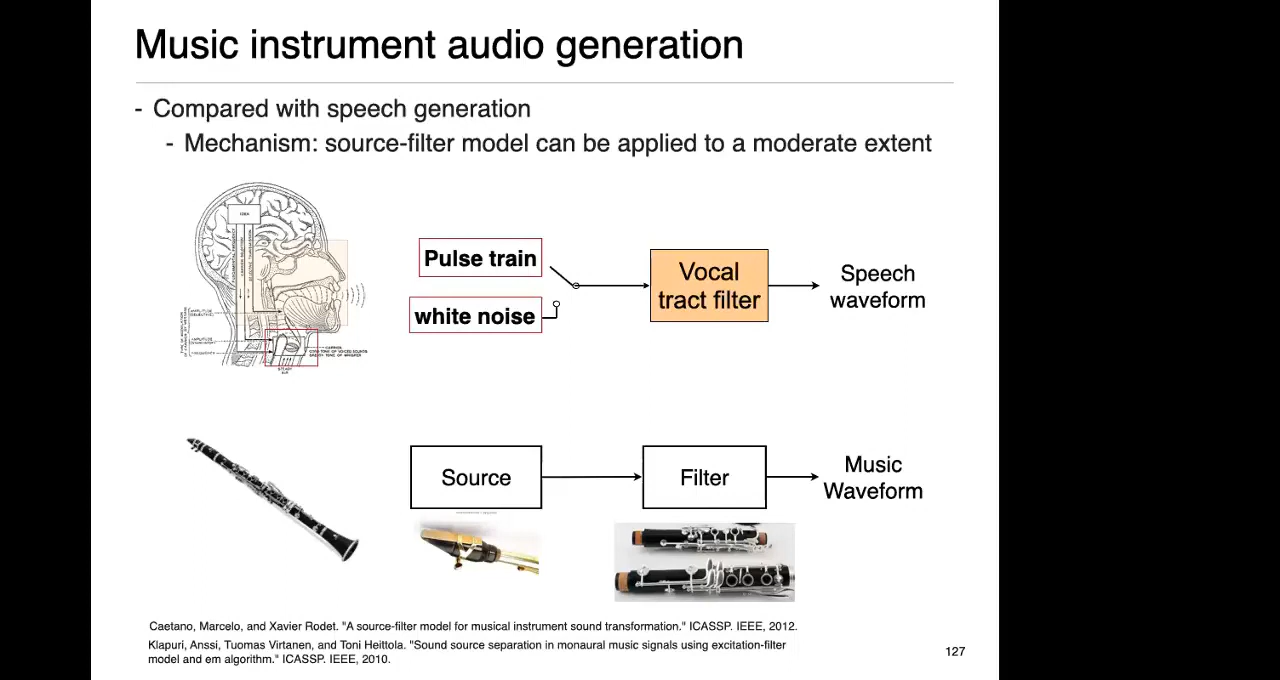 Music instrument audio generation
- Compared with speech generation
- Mechanism: source-filter model can be applied to a moderate extent
IDEA
Pulse train
white noise
Vocal
tract filter
Speech
waveform
STEADY
AIR
Source
Filter
Music
Waveform
Caetano, Marcelo, and Xavier Rodet. "A source-filter model for musical instrument sound transformation." ICASSP. IEEE, 2012.
Klapuri, Anssi, Tuomas Virtanen, and Toni Heittola. "Sound source separation in monaural music signals using excitation-filter
model and em algorithm." ICASSP. IEEE, 2010.
127